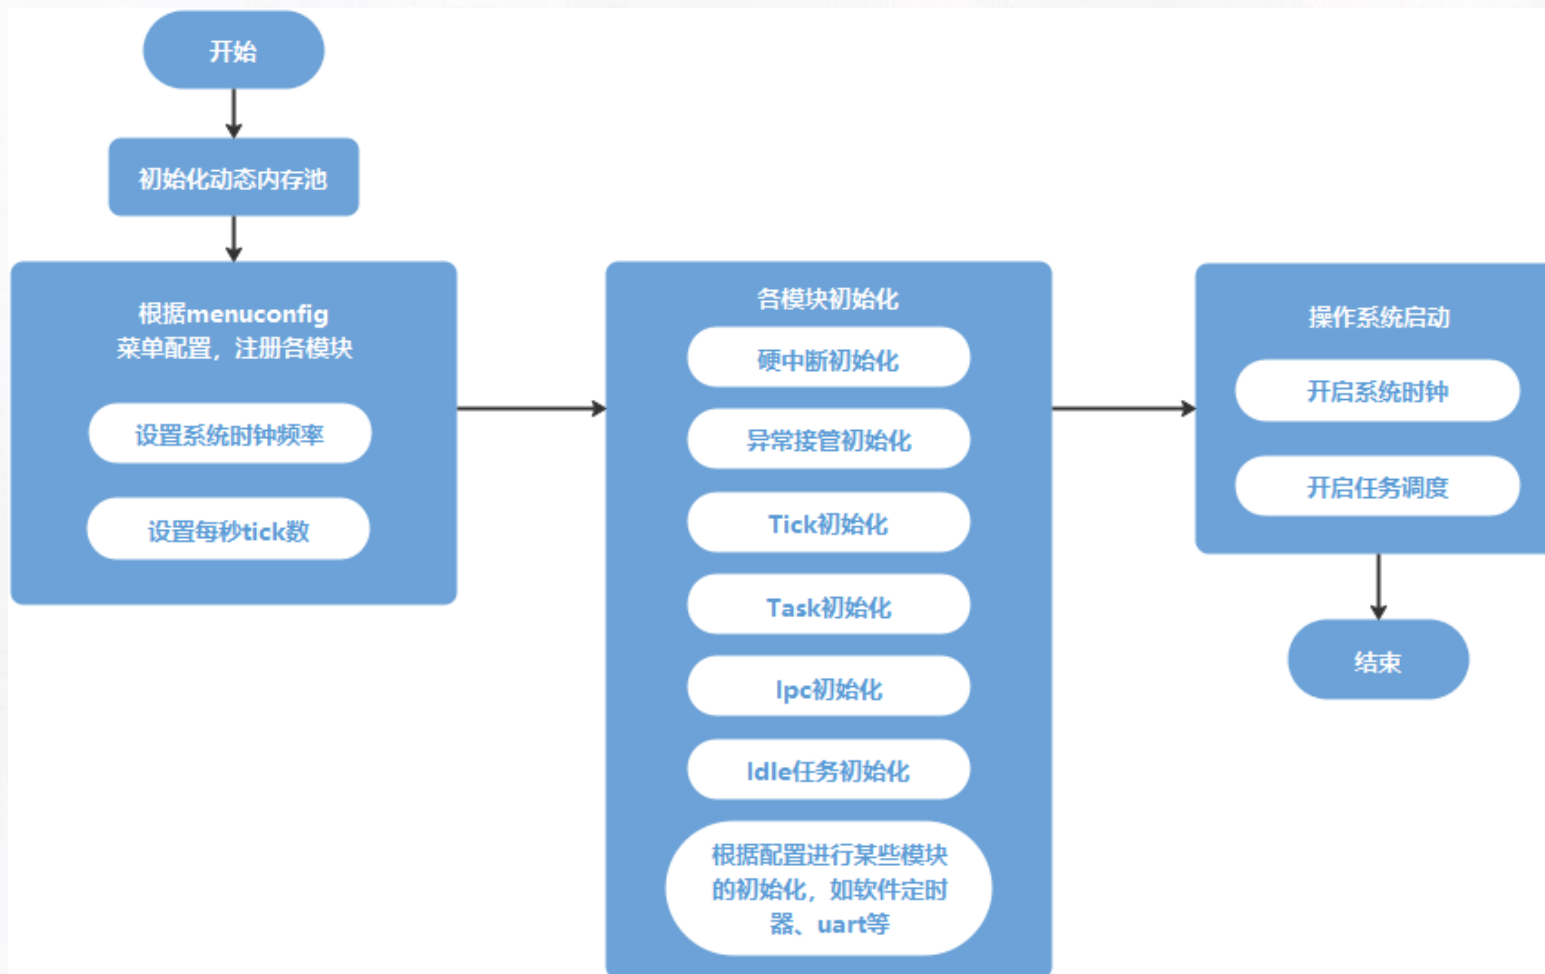 开始
初始化动态内存池
根据menuconfig
菜单配置，注册各模块
设置系统时钟频率
设置每秒tick数
各模块初始化
硬中断初始化
异常接管初始化
Tick初始化
Task初始化
Ipc初始化
Idle任务初始化
根据配置进行某些模块
的初始化，如软件定时
器、uart等
操作系统启动
开启系统时钟
开启任务调度
结束